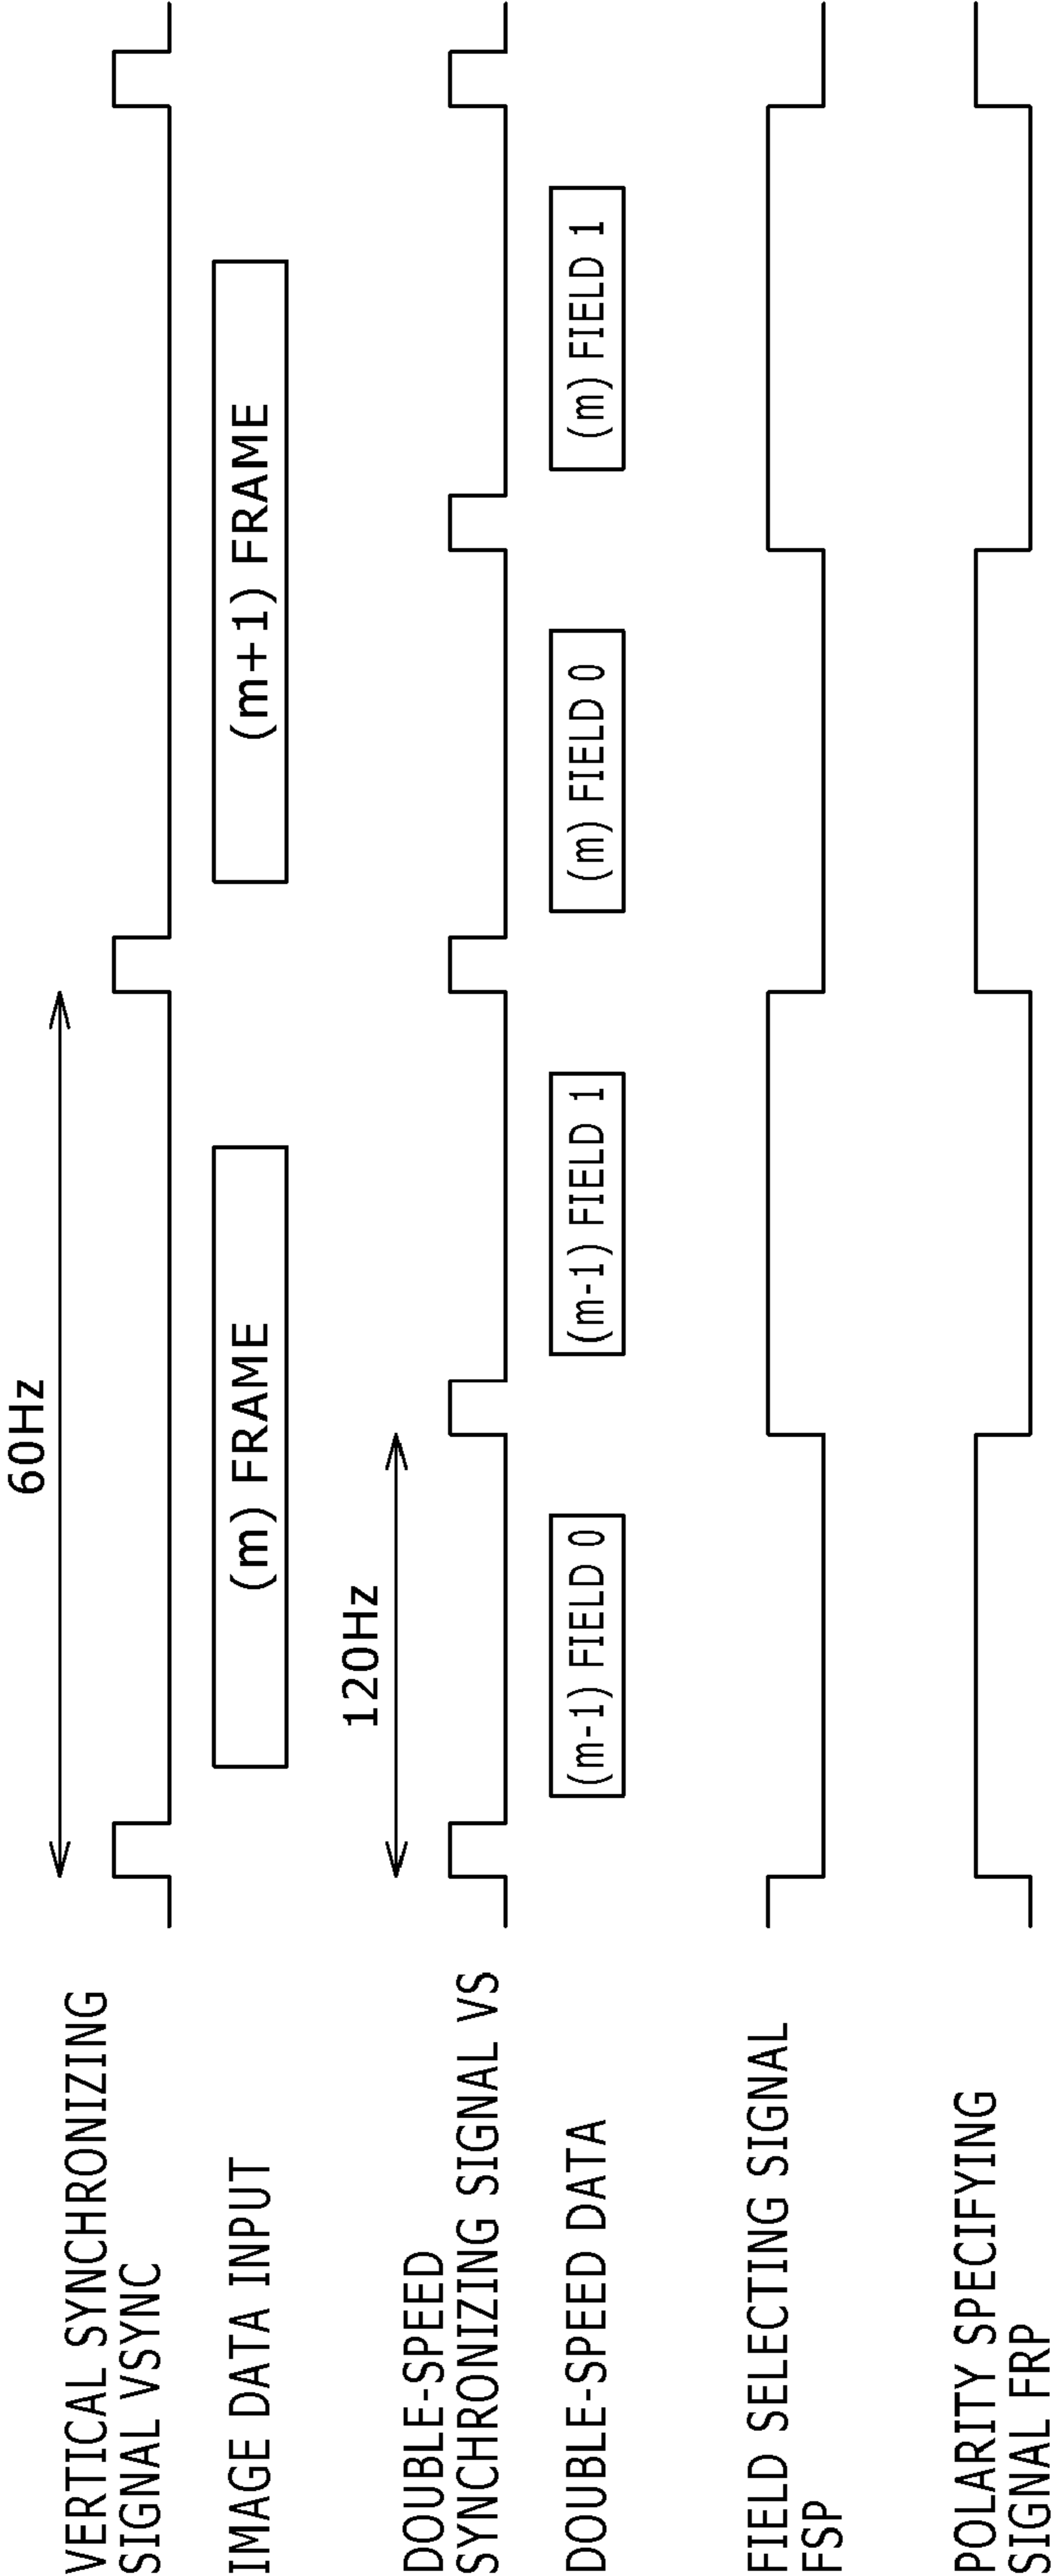 60Hz
VERTICAL SYNCHRONIZING
SIGNAL VSYNC
IMAGE DATA INPUT
(m) FRAME
(m+1) FRAME
120Hz
DOUBLE-SPEED
SYNCHRONIZING SIGNAL VS
DOUBLE-SPEED DATA
(m-1) FIELD 0
(m-1) FIELD 1
(m) FIELD 0
(m) FIELD 1
FIELD SELECTING SIGNAL
FSP
POLARITY SPECIFYING
SIGNAL FRP